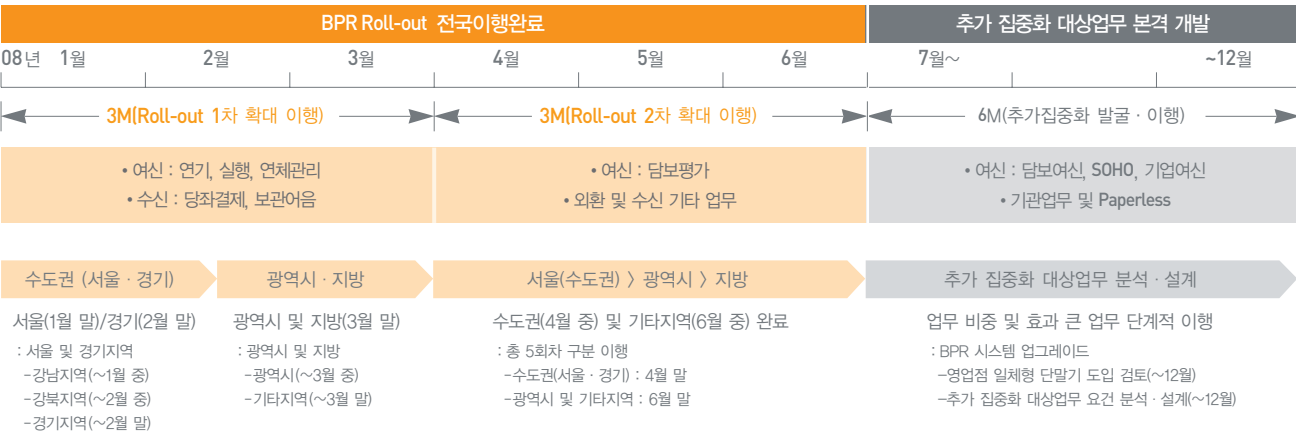 BPR Roll-out 전국이행완료
추가 집중화 대상업무 본격 개발
08년 1월 2월 3월 4월 5월 6월 7월~ ~12월
3M(Roll-out 1차 확대 이행)
3M(Roll-out 2차 확대 이행)
6M(추가집중화 발굴 · 이행)
• 여신 : 연기, 실행, 연체관리
• 수신 : 당좌결제, 보관어음
• 여신 : 담보평가
• 외환 및 수신 기타 업무
• 여신 : 담보여신, SOHO, 기업여신
• 기관업무 및 Paperless
수도권 (서울 · 경기)
광역시 · 지방
서울(수도권) 〉 광역시 〉 지방
추가 집중화 대상업무 분석 · 설계
서울(1월 말)/경기(2월 말)
: 서울 및 경기지역
-강남지역(~1월 중)
-강북지역(~2월 중)
-경기지역(~2월 말)
광역시 및 지방(3월 말)
: 광역시 및 지방
-광역시(~3월 중)
-기타지역(~3월 말)
수도권(4월 중) 및 기타지역(6월 중) 완료
: 총 5회차 구분 이행
-수도권(서울 · 경기) : 4월 말
-광역시 및 기타지역 : 6월 말
업무 비중 및 효과 큰 업무 단계적 이행
: BPR 시스템 업그레이드
-영업점 일체형 단말기 도입 검토(~12월)
-추가 집중화 대상업무 요건 분석 · 설계(~12월)